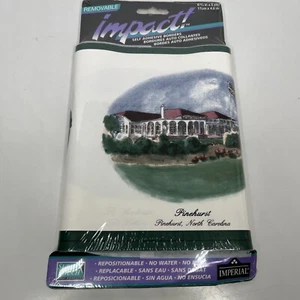 REMOVABLE
impact!
SELF ADHESIVE BORDERS
BORDURES AUTO COLLANTES
BORDES AUTO ADHESIVOS
Pinehurst
Pinehurst, North Carolina
· REPOSITIONABLE · NO WATER · NO
· REPLACABLE · SANS EAU · SANS
· REPOSICIONABLE · SIN AGUA · NO ENSUCIA
IMPERIAL